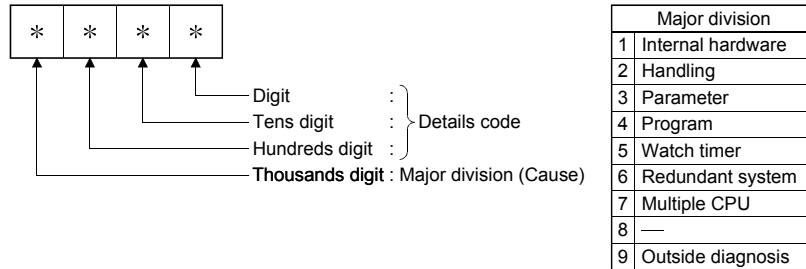 * * * *
Digit :
Tens digit : Details code
Hundreds digit :
Thousands digit : Major division (Cause)
Major division
1 Internal hardware
2 Handling
3 Parameter
4 Program
5 Watch timer
6 Redundant system
7 Multiple CPU
8 —
9 Outside diagnosis